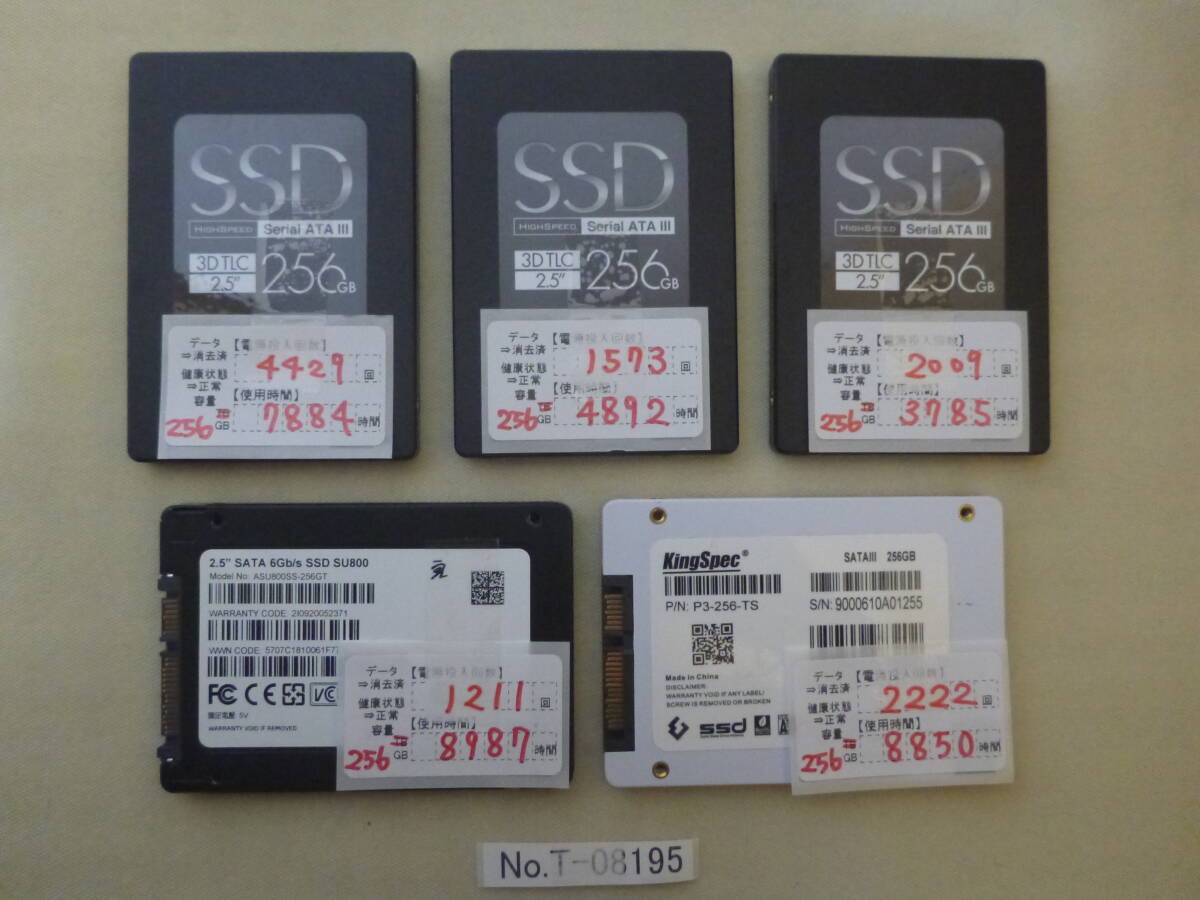 SSD
HIGHSPEED Serial ATA III
3D TLC
2.5"
256GB
データ 【電源投入回数】
⇒消去済 4429 回
健康状態
⇒正常 【使用時間】
容量
256 GB 7884 時間
SSD
HIGHSPEED Serial ATA III
3D TLC
2.5"
256GB
データ 【電源投入回数】
⇒消去済 1573 回
健康状態
⇒正常 【使用時間】
容量
256 GB 4892 時間
SSD
HIGHSPEED Serial ATA III
3D TLC
2.5"
256GB
データ 【電源投入回数】
⇒消去済 2009 回
健康状態
⇒正常 【使用時間】
容量
256 GB 3785 時間
2.5" SATA 6Gb/s SSD SU800
Model No: ASU800SS-256GT
WARRANTY CODE: 2I0920052371
WWN CODE: 5707C1810061F7
FC CE VC
固定電壓 5V
WARRANTY VOID IF REMOVED
データ 【電源投入回数】
⇒消去済 1211 回
健康状態
⇒正常 【使用時間】
容量
256 GB 8987 時間
KingSpec® SATAIII 256GB
P/N: P3-256-TS S/N: 9000610A01255
Made in China
DISCLAIMER:
WARRANTY VOID IF ANY LABEL/
SCREW IS REMOVED OR BROKEN
ssd
データ 【電源投入回数】
⇒消去済 2222 回
健康状態
⇒正常 【使用時間】
容量
256 GB 8850 時間
No.T-08195